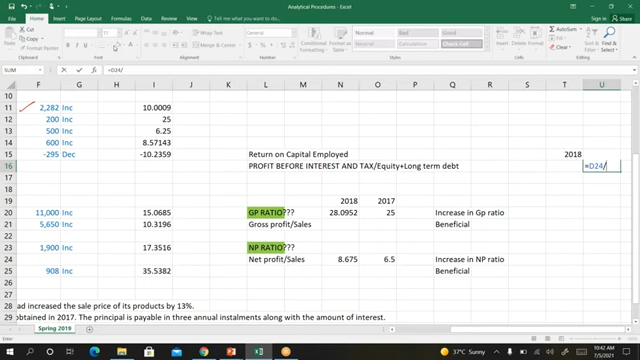 Analytical Procedures - Excel
File Home Insert Page Layout Formulas Data Review View Help Tell me what you want to do Share
Cut
Copy
Format Painter
Clipboard Font Alignment Number Styles Cells Editing
Wrap Text
Merge & Center
Conditional Formatting Format as Table
Bad Good
Check Cell
Insert Delete Format
AutoSum
Fill
Clear
Sort & Filter Find & Select
SUM =D24/
F G H I J K L M N O P Q R S T U
10
11 2,282 Inc 10.0009
12 200 Inc 25
13 500 Inc 6.25
14 600 Inc 8.57143
15 -295 Dec -10.2359 Return on Capital Employed 2018
16 PROFIT BEFORE INTEREST AND TAX/Equity+Long term debt =D24/
17
19 2018 2017
20 11,000 Inc 15.0685 GP RATIO??? 28.0952 25 Increase in Gp ratio
21 5,650 Inc 10.3196 Gross profit/Sales Beneficial
22
23 1,900 Inc 17.3516 NP RATIO???
24 Net profit/Sales 8.675 6.5 Increase in NP ratio
25 908 Inc 35.5382 Beneficial
26
27
28 ad increased the sale price of its products by 13%.
29 obtained in 2017. The principal is payable in three annual instalments along with the amount of interest.
Spring 2019
37°C Sunny
10:42 AM
7/5/2021